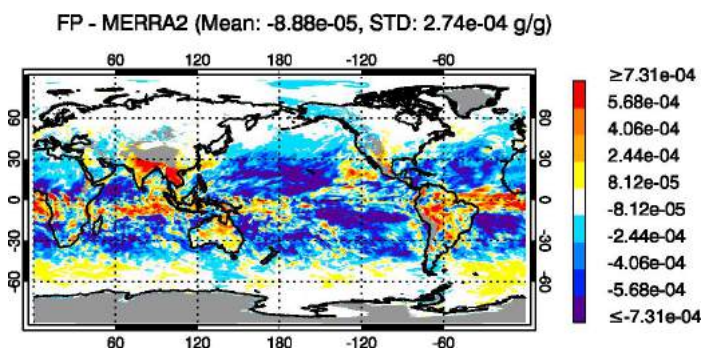 FP - MERRA2 (Mean: -8.88e-05, STD: 2.74e-04 g/g)
60 120 180 -120 -60
60 60
30 30
0 0
-30 -30
-60 -60
60 120 180 -120 -60
≥7.31e-04
5.68e-04
4.06e-04
2.44e-04
8.12e-05
-8.12e-05
-2.44e-04
-4.06e-04
-5.68e-04
≤-7.31e-04